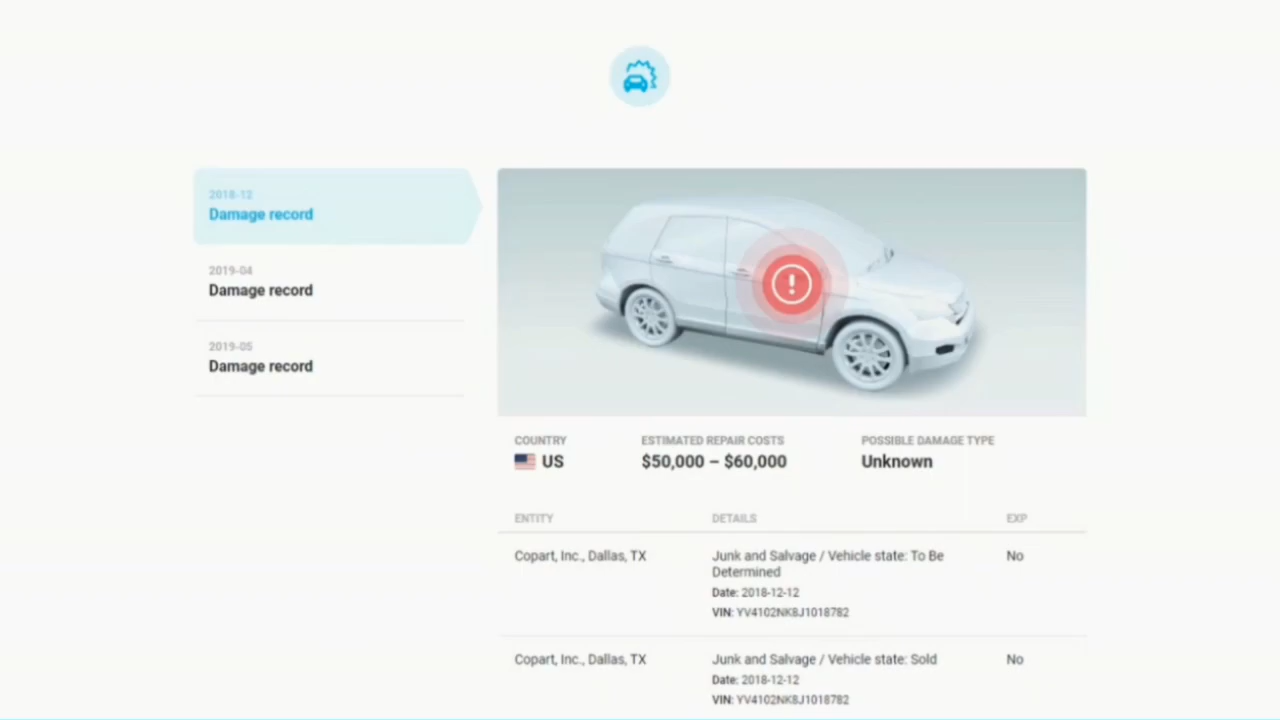 2018-12
Damage record
2019-04
Damage record
2019-05
Damage record
COUNTRY
US
ESTIMATED REPAIR COSTS
$50,000 – $60,000
POSSIBLE DAMAGE TYPE
Unknown
ENTITY DETAILS EXP
Copart, Inc., Dallas, TX
Junk and Salvage / Vehicle state: To Be
Determined
Date: 2018-12-12
VIN: YV4102NK8J1018782
No
Copart, Inc., Dallas, TX
Junk and Salvage / Vehicle state: Sold
Date: 2018-12-12
VIN: YV4102NK8J1018782
No